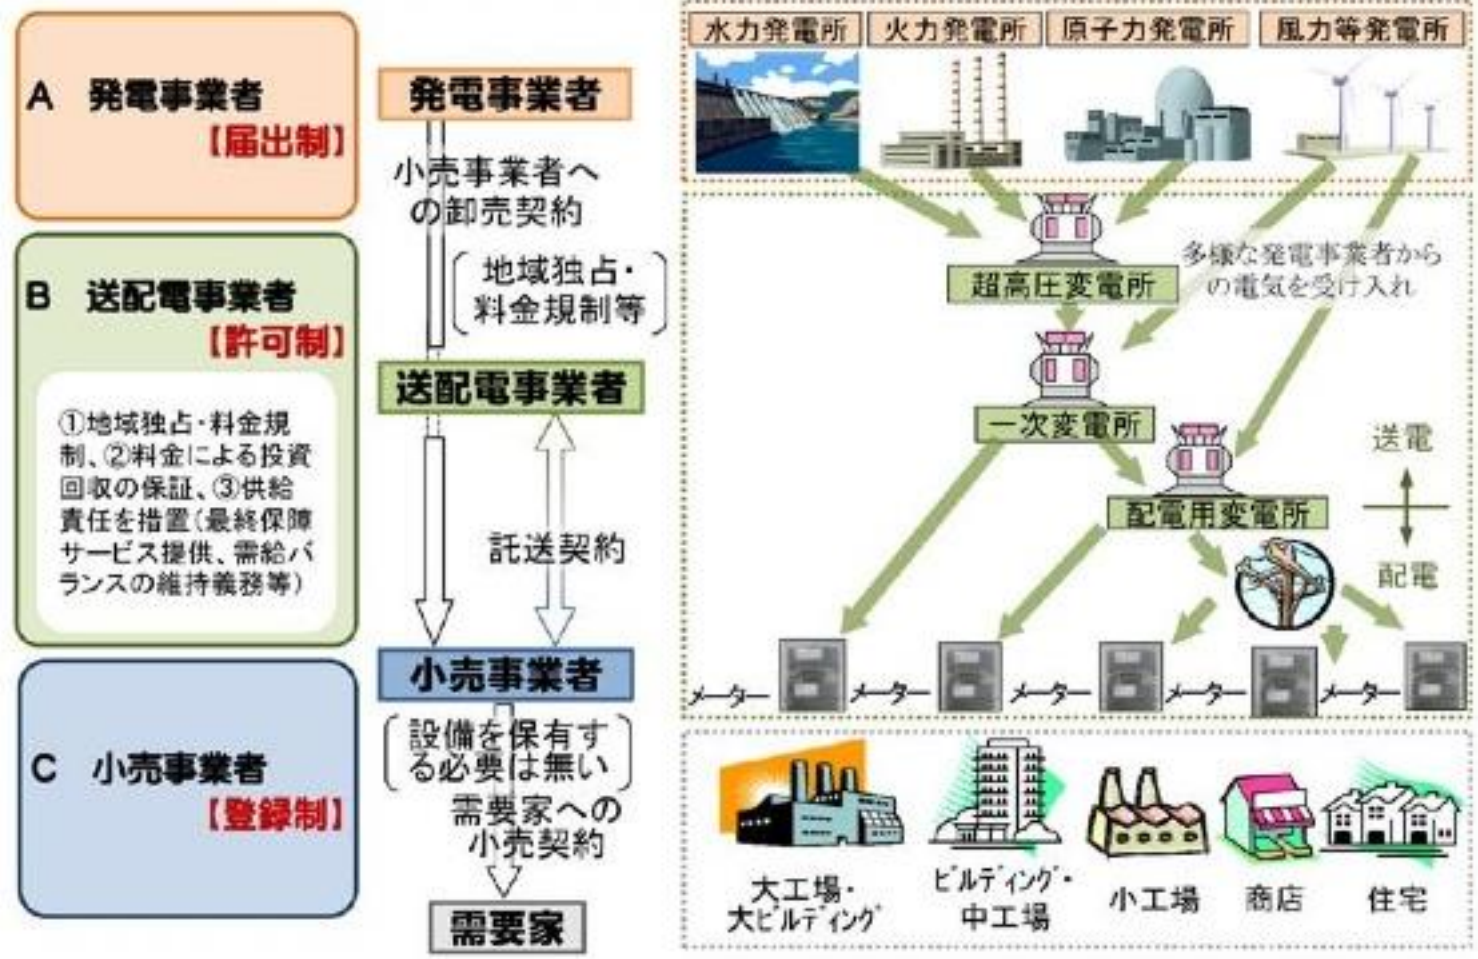 A 発電事業者
【届出制】
B 送配電事業者
【許可制】
①地域独占・料金規
制、②料金による投資
回収の保証、③供給
責任を措置(最終保障
サービス提供、需給バ
ランスの維持義務等)
C 小売事業者
【登録制】
発電事業者
小売事業者へ
の卸売契約
地域独占・
料金規制等
送配電事業者
託送契約
小売事業者
設備を保有す
る必要は無い
需要家への
小売契約
需要家
水力発電所
火力発電所
原子力発電所
風力等発電所
超高圧変電所
多様な発電事業者から
の電気を受け入れ
一次変電所
配電用変電所
送電
配電
メーター
メーター
メーター
メーター
メーター
大工場・
大ビルディング
ビルディング・
中工場
小工場
商店
住宅